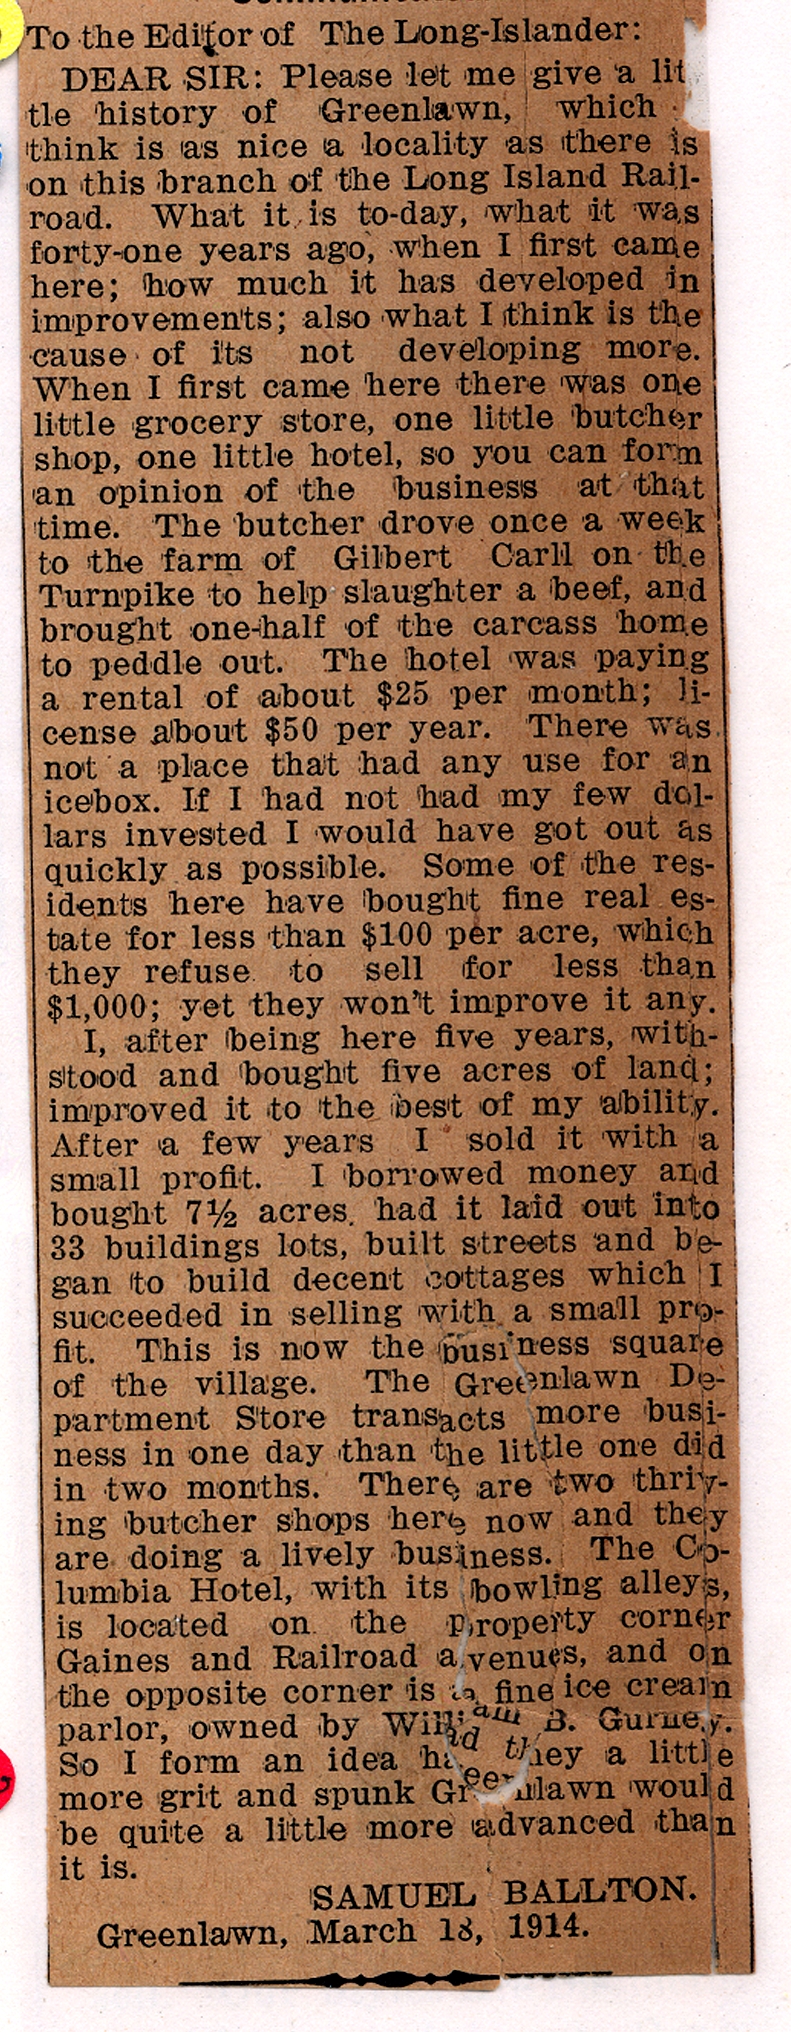 To the Editor of The Long-Islander:
DEAR SIR: Please let me give a lit
tle history of Greenlawn, which
think is as nice a locality as there is
on this branch of the Long Island Rail-
road. What it is to-day, what it was
forty-one years ago, when I first came
here; how much it has developed in
improvements; also what I think is the
cause of its not developing more.
When I first came here there was one
little grocery store, one little butcher
shop, one little hotel, so you can form
an opinion of the business at that
time. The butcher drove once a week
to the farm of Gilbert Carll on the
Turnpike to help slaughter a beef, and
brought one-half of the carcass home
to peddle out. The hotel was paying
a rental of about $25 per month; li-
cense about $50 per year. There was
not a place that had any use for an
icebox. If I had not had my few dol-
lars invested I would have got out as
quickly as possible. Some of the res-
idents here have bought fine real es-
tate for less than $100 per acre, which
they refuse to sell for less than
$1,000; yet they won't improve it any.
I, after being here five years, with-
stood and bought five acres of land;
improved it to the best of my ability.
After a few years I sold it with a
small profit. I borrowed money and
bought 7½ acres, had it laid out into
33 buildings lots, built streets and be-
gan to build decent cottages which I
succeeded in selling with a small pro-
fit. This is now the business square
of the village. The Greenlawn De-
partment Store transacts more busi-
ness in one day than the little one did
in two months. There are two thriv-
ing butcher shops here now and they
are doing a lively business. The Co-
lumbia Hotel, with its bowling alleys,
is located on the property corner
Gaines and Railroad avenues, and on
the opposite corner is a fine ice cream
parlor, owned by William B. Gurney.
So I form an idea had they a little
more grit and spunk Greenlawn would
be quite a little more advanced than
it is.
SAMUEL BALLTON.
Greenlawn, March 18, 1914.